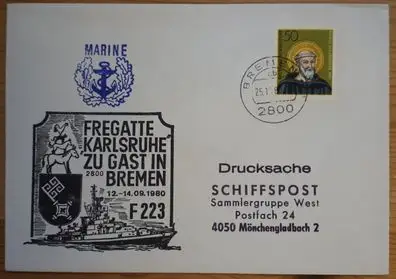 MARINE
FREGATTE
KARLSRUHE
ZU GAST IN
2800
BREMEN
12.-14.09.1980
F 223
50
BREMEN
2800
Drucksache
SCHIFFSPOST
Sammlergruppe West
Postfach 24
4050 Mönchengladbach 2